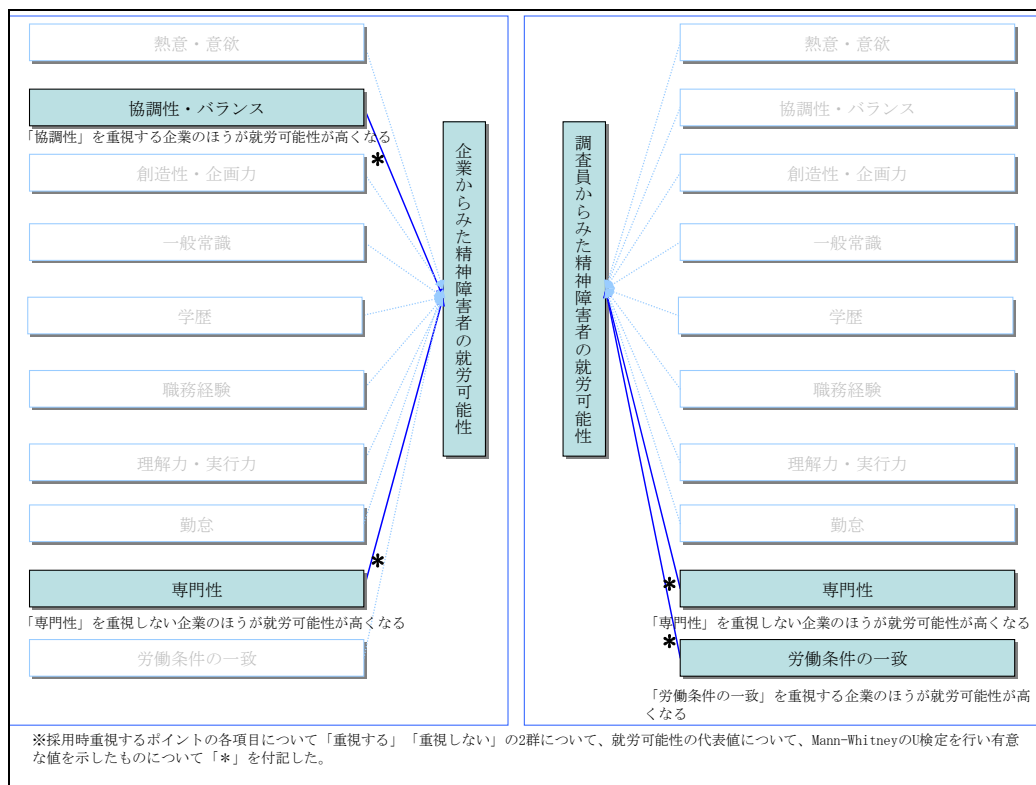 熱意・意欲
協調性・バランス
「協調性」を重視する企業のほうが就労可能性が高くなる
*
創造性・企画力
一般常識
学歴
職務経験
理解力・実行力
勤怠
*
専門性
「専門性」を重視しない企業のほうが就労可能性が高くなる
労働条件の一致
企業からみた精神障害者の就労可能性
調査員からみた精神障害者の就労可能性
熱意・意欲
協調性・バランス
創造性・企画力
一般常識
学歴
職務経験
理解力・実行力
勤怠
*
専門性
「専門性」を重視しない企業のほうが就労可能性が高くなる
*
労働条件の一致
「労働条件の一致」を重視する企業のほうが就労可能性が高
くなる
※採用時重視するポイントの各項目について「重視する」「重視しない」の2群について、就労可能性の代表値について、Mann-WhitneyのU検定を行い有意
な値を示したものについて「*」を付記した。